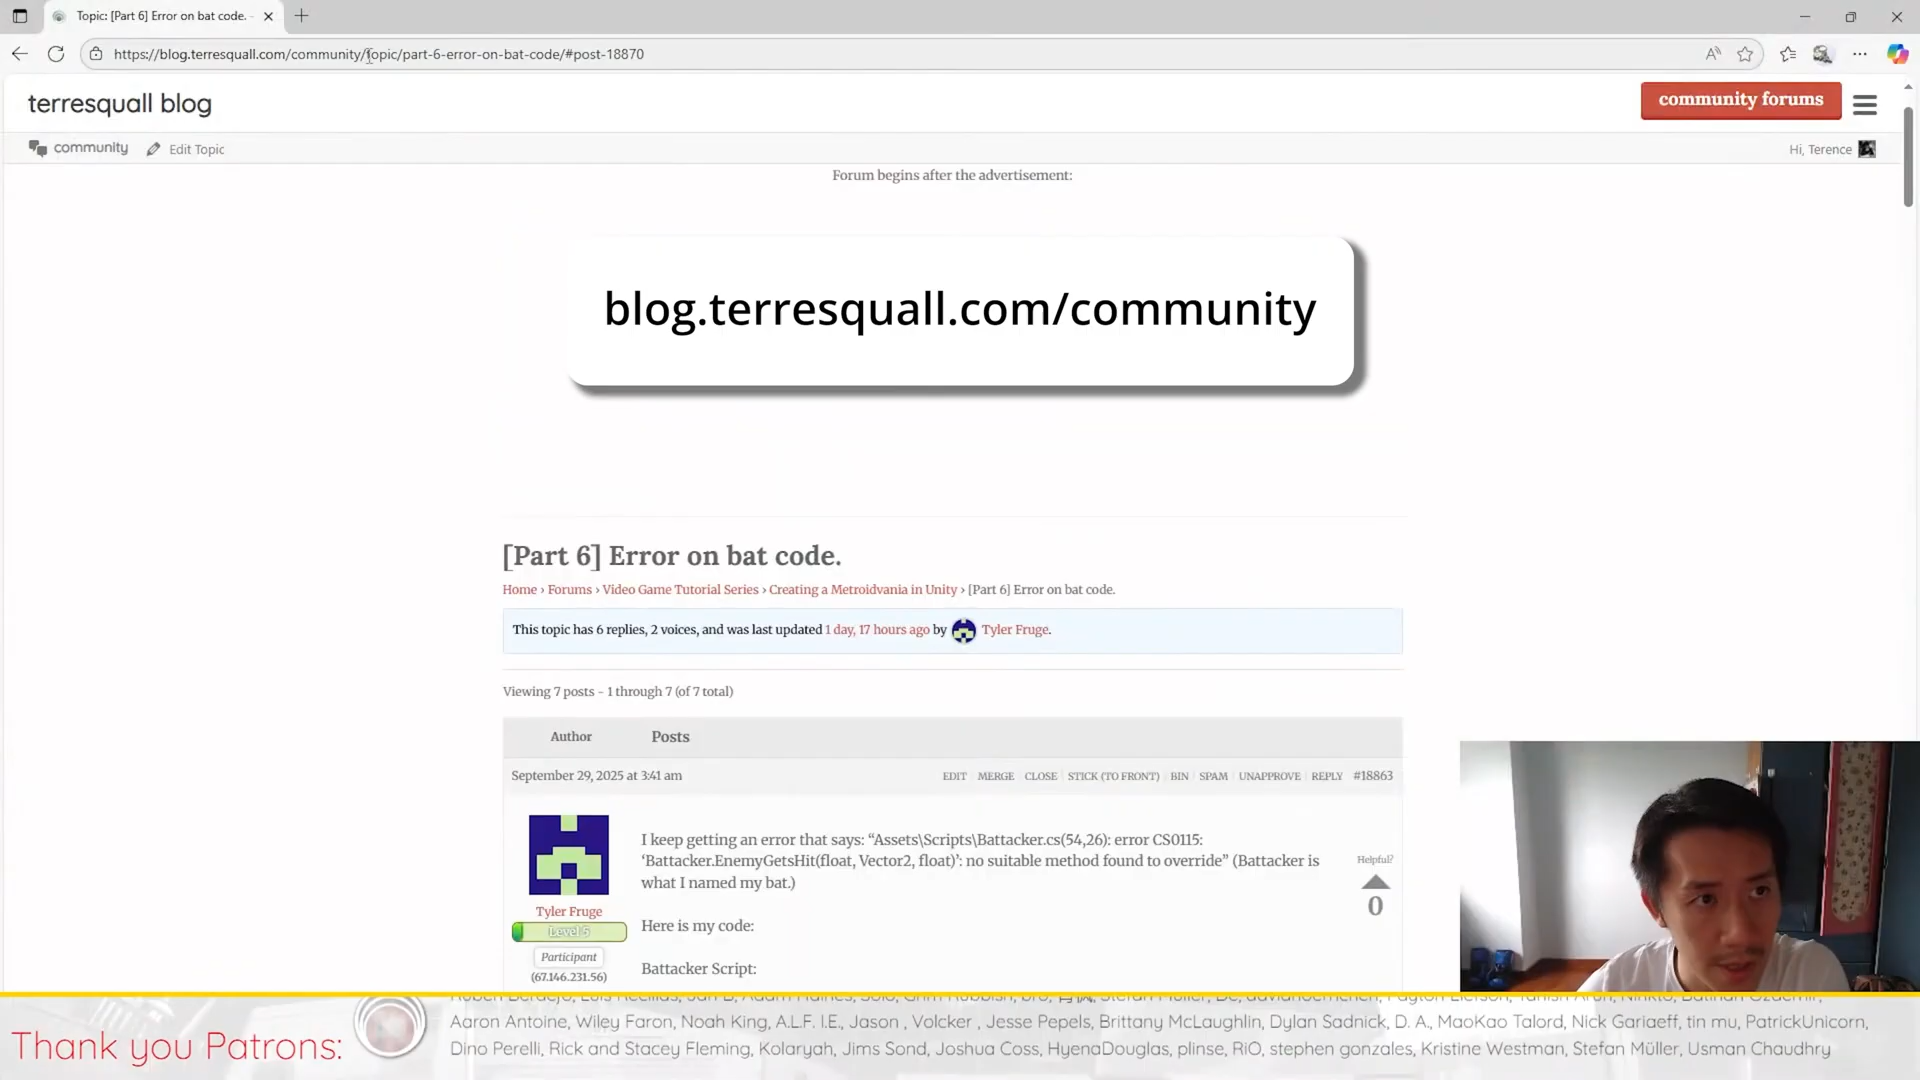 Topic: [Part 6] Error on bat code. -
https://blog.terresquall.com/community/topic/part-6-error-on-bat-code/#post-18870
terresquall blog
community forums
community
Edit Topic
Hi, Terence
Forum begins after the advertisement:
blog.terresquall.com/community
[Part 6] Error on bat code.
Home › Forums › Video Game Tutorial Series › Creating a Metroidvania in Unity › [Part 6] Error on bat code.
This topic has 6 replies, 2 voices, and was last updated 1 day, 17 hours ago by Tyler Fruge.
Viewing 7 posts - 1 through 7 (of 7 total)
Author Posts
September 29, 2025 at 3:41 am
EDIT MERGE CLOSE STICK (TO FRONT) BIN SPAM UNAPPROVE REPLY #18863
I keep getting an error that says: “Assets\Scripts\Battacker.cs(54,26): error CS0115:
‘Battacker.EnemyGetsHit(float, Vector2, float)’: no suitable method found to override” (Battacker is
what I named my bat.)
Helpful?
0
Tyler Fruge
Level 5
Participant
(67.146.231.56)
Here is my code:
Battacker Script:
Thank you Patrons:
Aaron Antoine, Wiley Faron, Noah King, A.L.F. I.E., Jason , Volcker , Jesse Pepels, Brittany McLaughlin, Dylan Sadnick, D. A., MaoKao Talord, Nick Gariaeff, tin mu, PatrickUnicorn,
Dino Perelli, Rick and Stacey Fleming, Kolaryah, Jims Sond, Joshua Coss, HyenaDouglas, plinse, RiO, stephen gonzales, Kristine Westman, Stefan Müller, Usman Chaudhry